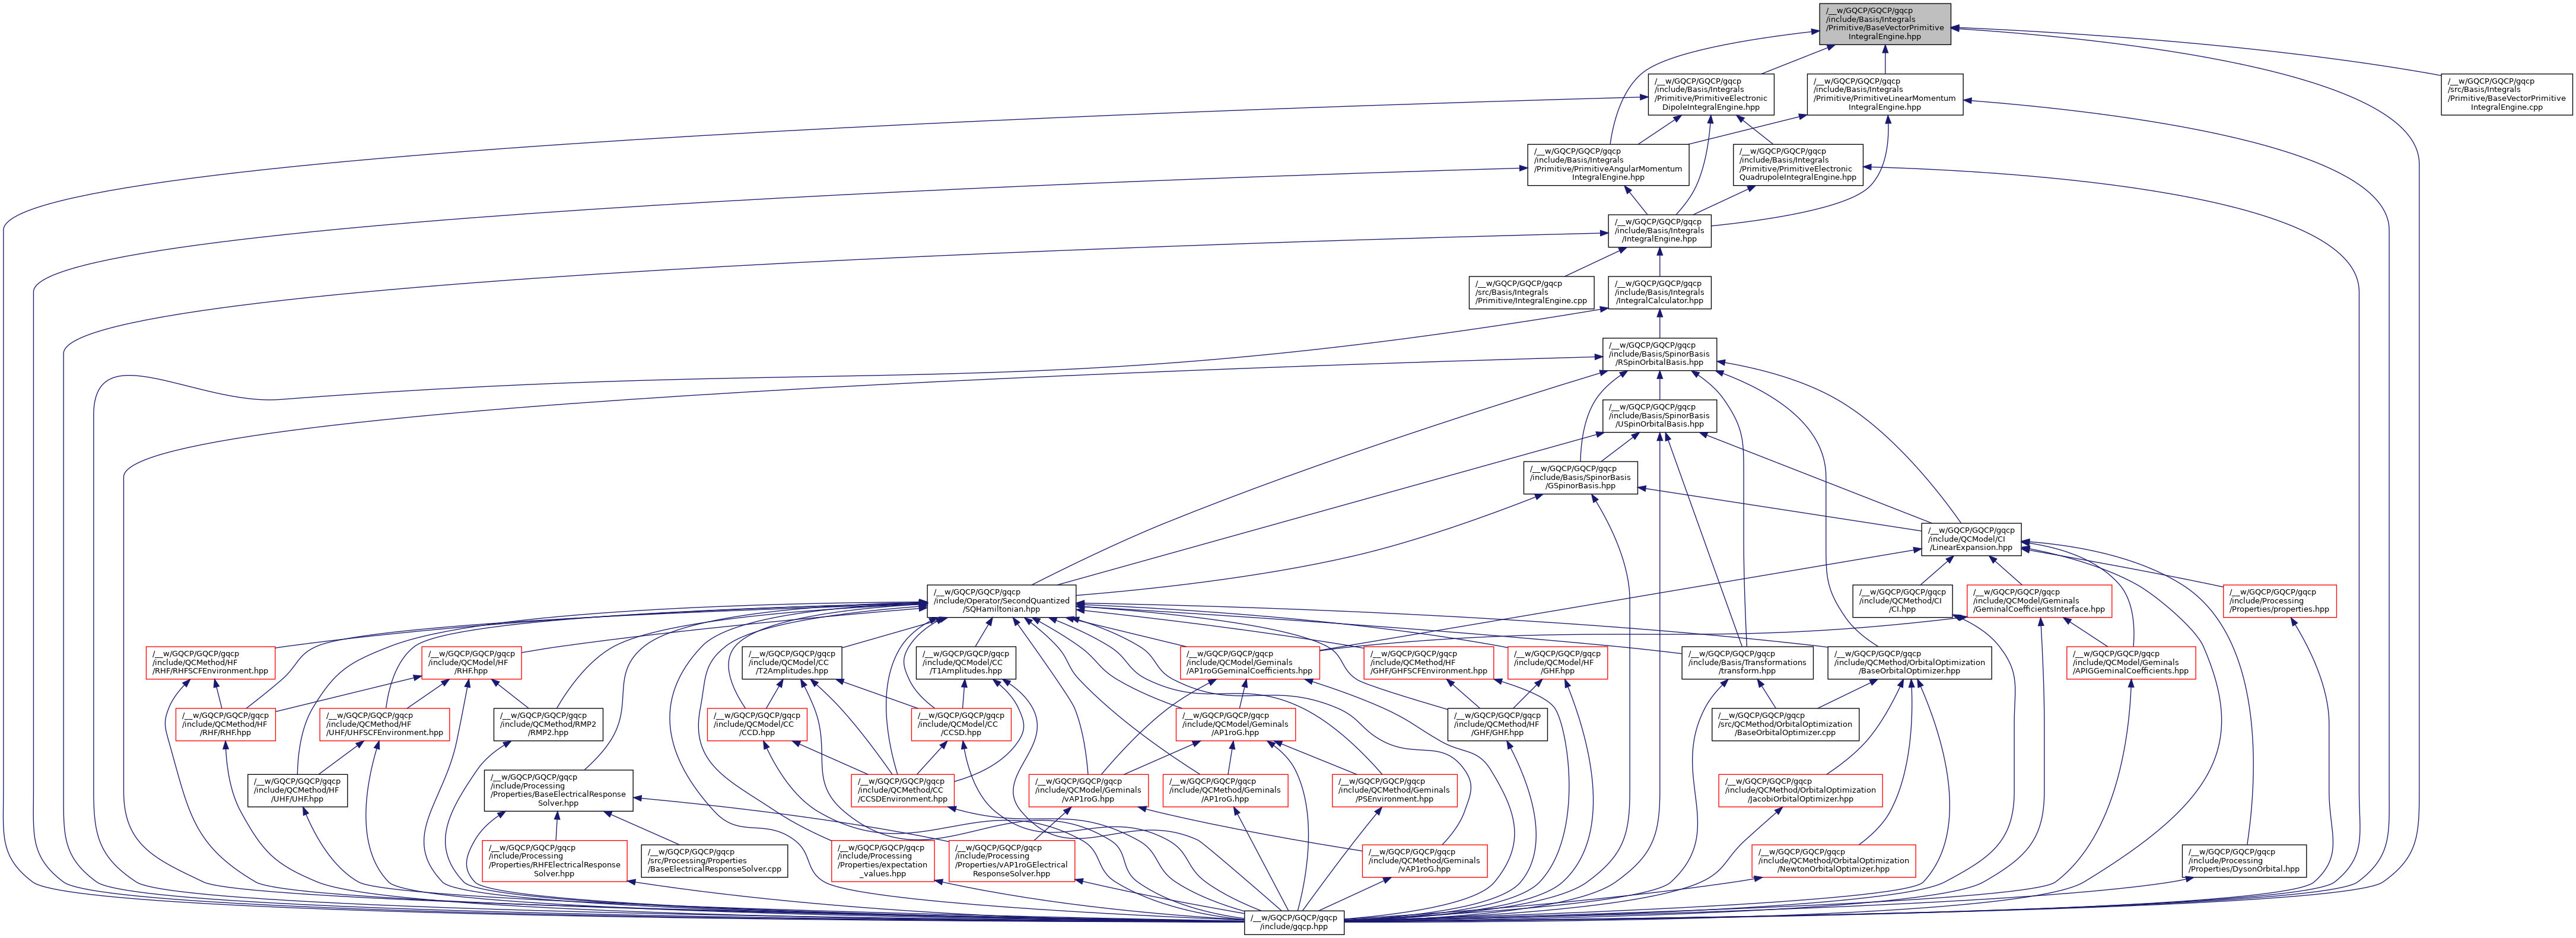 /__w/GQCP/GQCP/gqcp
/include/Basis/Integrals
/Primitive/BaseVectorPrimitive
IntegralEngine.hpp
/__w/GQCP/GQCP/gqcp
/include/Basis/Integrals
/Primitive/PrimitiveElectronic
DipoleIntegralEngine.hpp
/__w/GQCP/GQCP/gqcp
/include/Basis/Integrals
/Primitive/PrimitiveLinearMomentum
IntegralEngine.hpp
/__w/GQCP/GQCP/gqcp
/src/Basis/Integrals
/Primitive/BaseVectorPrimitive
IntegralEngine.cpp
/__w/GQCP/GQCP/gqcp
/include/Basis/Integrals
/Primitive/PrimitiveAngularMomentum
IntegralEngine.hpp
/__w/GQCP/GQCP/gqcp
/include/Basis/Integrals
/Primitive/PrimitiveElectronic
QuadrupoleIntegralEngine.hpp
/__w/GQCP/GQCP/gqcp
/include/Basis/Integrals
/IntegralEngine.hpp
/__w/GQCP/GQCP/gqcp
/src/Basis/Integrals
/Primitive/IntegralEngine.cpp
/__w/GQCP/GQCP/gqcp
/include/Basis/Integrals
/IntegralCalculator.hpp
/__w/GQCP/GQCP/gqcp
/include/Basis/SpinorBasis
/RSpinOrbitalBasis.hpp
/__w/GQCP/GQCP/gqcp
/include/Basis/SpinorBasis
/USpinOrbitalBasis.hpp
/__w/GQCP/GQCP/gqcp
/include/Basis/SpinorBasis
/GSpinorBasis.hpp
/__w/GQCP/GQCP/gqcp
/include/QCModel/CI
/LinearExpansion.hpp
/__w/GQCP/GQCP/gqcp
/include/Operator/SecondQuantized
/SQHamiltonian.hpp
/__w/GQCP/GQCP/gqcp
/include/QCMethod/CI
/CI.hpp
/__w/GQCP/GQCP/gqcp
/include/QCModel/Geminals
/GeminalCoefficientsInterface.hpp
/__w/GQCP/GQCP/gqcp
/include/Processing
/Properties/properties.hpp
/__w/GQCP/GQCP/gqcp
/include/QCMethod/HF
/RHF/RHFSCFEnvironment.hpp
/__w/GQCP/GQCP/gqcp
/include/QCModel/HF
/RHF.hpp
/__w/GQCP/GQCP/gqcp
/include/QCModel/CC
/T2Amplitudes.hpp
/__w/GQCP/GQCP/gqcp
/include/QCModel/CC
/T1Amplitudes.hpp
/__w/GQCP/GQCP/gqcp
/include/QCModel/Geminals
/AP1roGGeminalCoefficients.hpp
/__w/GQCP/GQCP/gqcp
/include/QCMethod/HF
/GHF/GHFSCFEnvironment.hpp
/__w/GQCP/GQCP/gqcp
/include/QCModel/HF
/GHF.hpp
/__w/GQCP/GQCP/gqcp
/include/Basis/Transformations
/transform.hpp
/__w/GQCP/GQCP/gqcp
/include/QCMethod/OrbitalOptimization
/BaseOrbitalOptimizer.hpp
/__w/GQCP/GQCP/gqcp
/include/QCModel/Geminals
/APIGGeminalCoefficients.hpp
/__w/GQCP/GQCP/gqcp
/include/QCMethod/HF
/RHF/RHF.hpp
/__w/GQCP/GQCP/gqcp
/include/QCMethod/HF
/UHF/UHFSCFEnvironment.hpp
/__w/GQCP/GQCP/gqcp
/include/QCMethod/RMP2
/RMP2.hpp
/__w/GQCP/GQCP/gqcp
/include/QCModel/CC
/CCD.hpp
/__w/GQCP/GQCP/gqcp
/include/QCModel/CC
/CCSD.hpp
/__w/GQCP/GQCP/gqcp
/include/QCModel/Geminals
/AP1roG.hpp
/__w/GQCP/GQCP/gqcp
/include/QCMethod/HF
/GHF/GHF.hpp
/__w/GQCP/GQCP/gqcp
/src/QCMethod/OrbitalOptimization
/BaseOrbitalOptimizer.cpp
/__w/GQCP/GQCP/gqcp
/include/QCMethod/HF
/UHF/UHF.hpp
/__w/GQCP/GQCP/gqcp
/include/Processing
/Properties/BaseElectricalResponse
Solver.hpp
/__w/GQCP/GQCP/gqcp
/include/QCMethod/CC
/CCSDEnvironment.hpp
/__w/GQCP/GQCP/gqcp
/include/QCModel/Geminals
/vAP1roG.hpp
/__w/GQCP/GQCP/gqcp
/include/QCMethod/Geminals
/AP1roG.hpp
/__w/GQCP/GQCP/gqcp
/include/QCMethod/Geminals
/PSEnvironment.hpp
/__w/GQCP/GQCP/gqcp
/include/QCMethod/OrbitalOptimization
/JacobiOrbitalOptimizer.hpp
/__w/GQCP/GQCP/gqcp
/include/Processing
/Properties/RHFElectricalResponse
Solver.hpp
/__w/GQCP/GQCP/gqcp
/src/Processing/Properties
/BaseElectricalResponseSolver.cpp
/__w/GQCP/GQCP/gqcp
/include/Processing
/Properties/expectation
_values.hpp
/__w/GQCP/GQCP/gqcp
/include/Processing
/Properties/vAP1roGElectrical
ResponseSolver.hpp
/__w/GQCP/GQCP/gqcp
/include/QCMethod/Geminals
/vAP1roG.hpp
/__w/GQCP/GQCP/gqcp
/include/QCMethod/OrbitalOptimization
/NewtonOrbitalOptimizer.hpp
/__w/GQCP/GQCP/gqcp
/include/Processing
/Properties/DysonOrbital.hpp
/__w/GQCP/GQCP/gqcp
/include/gqcp.hpp